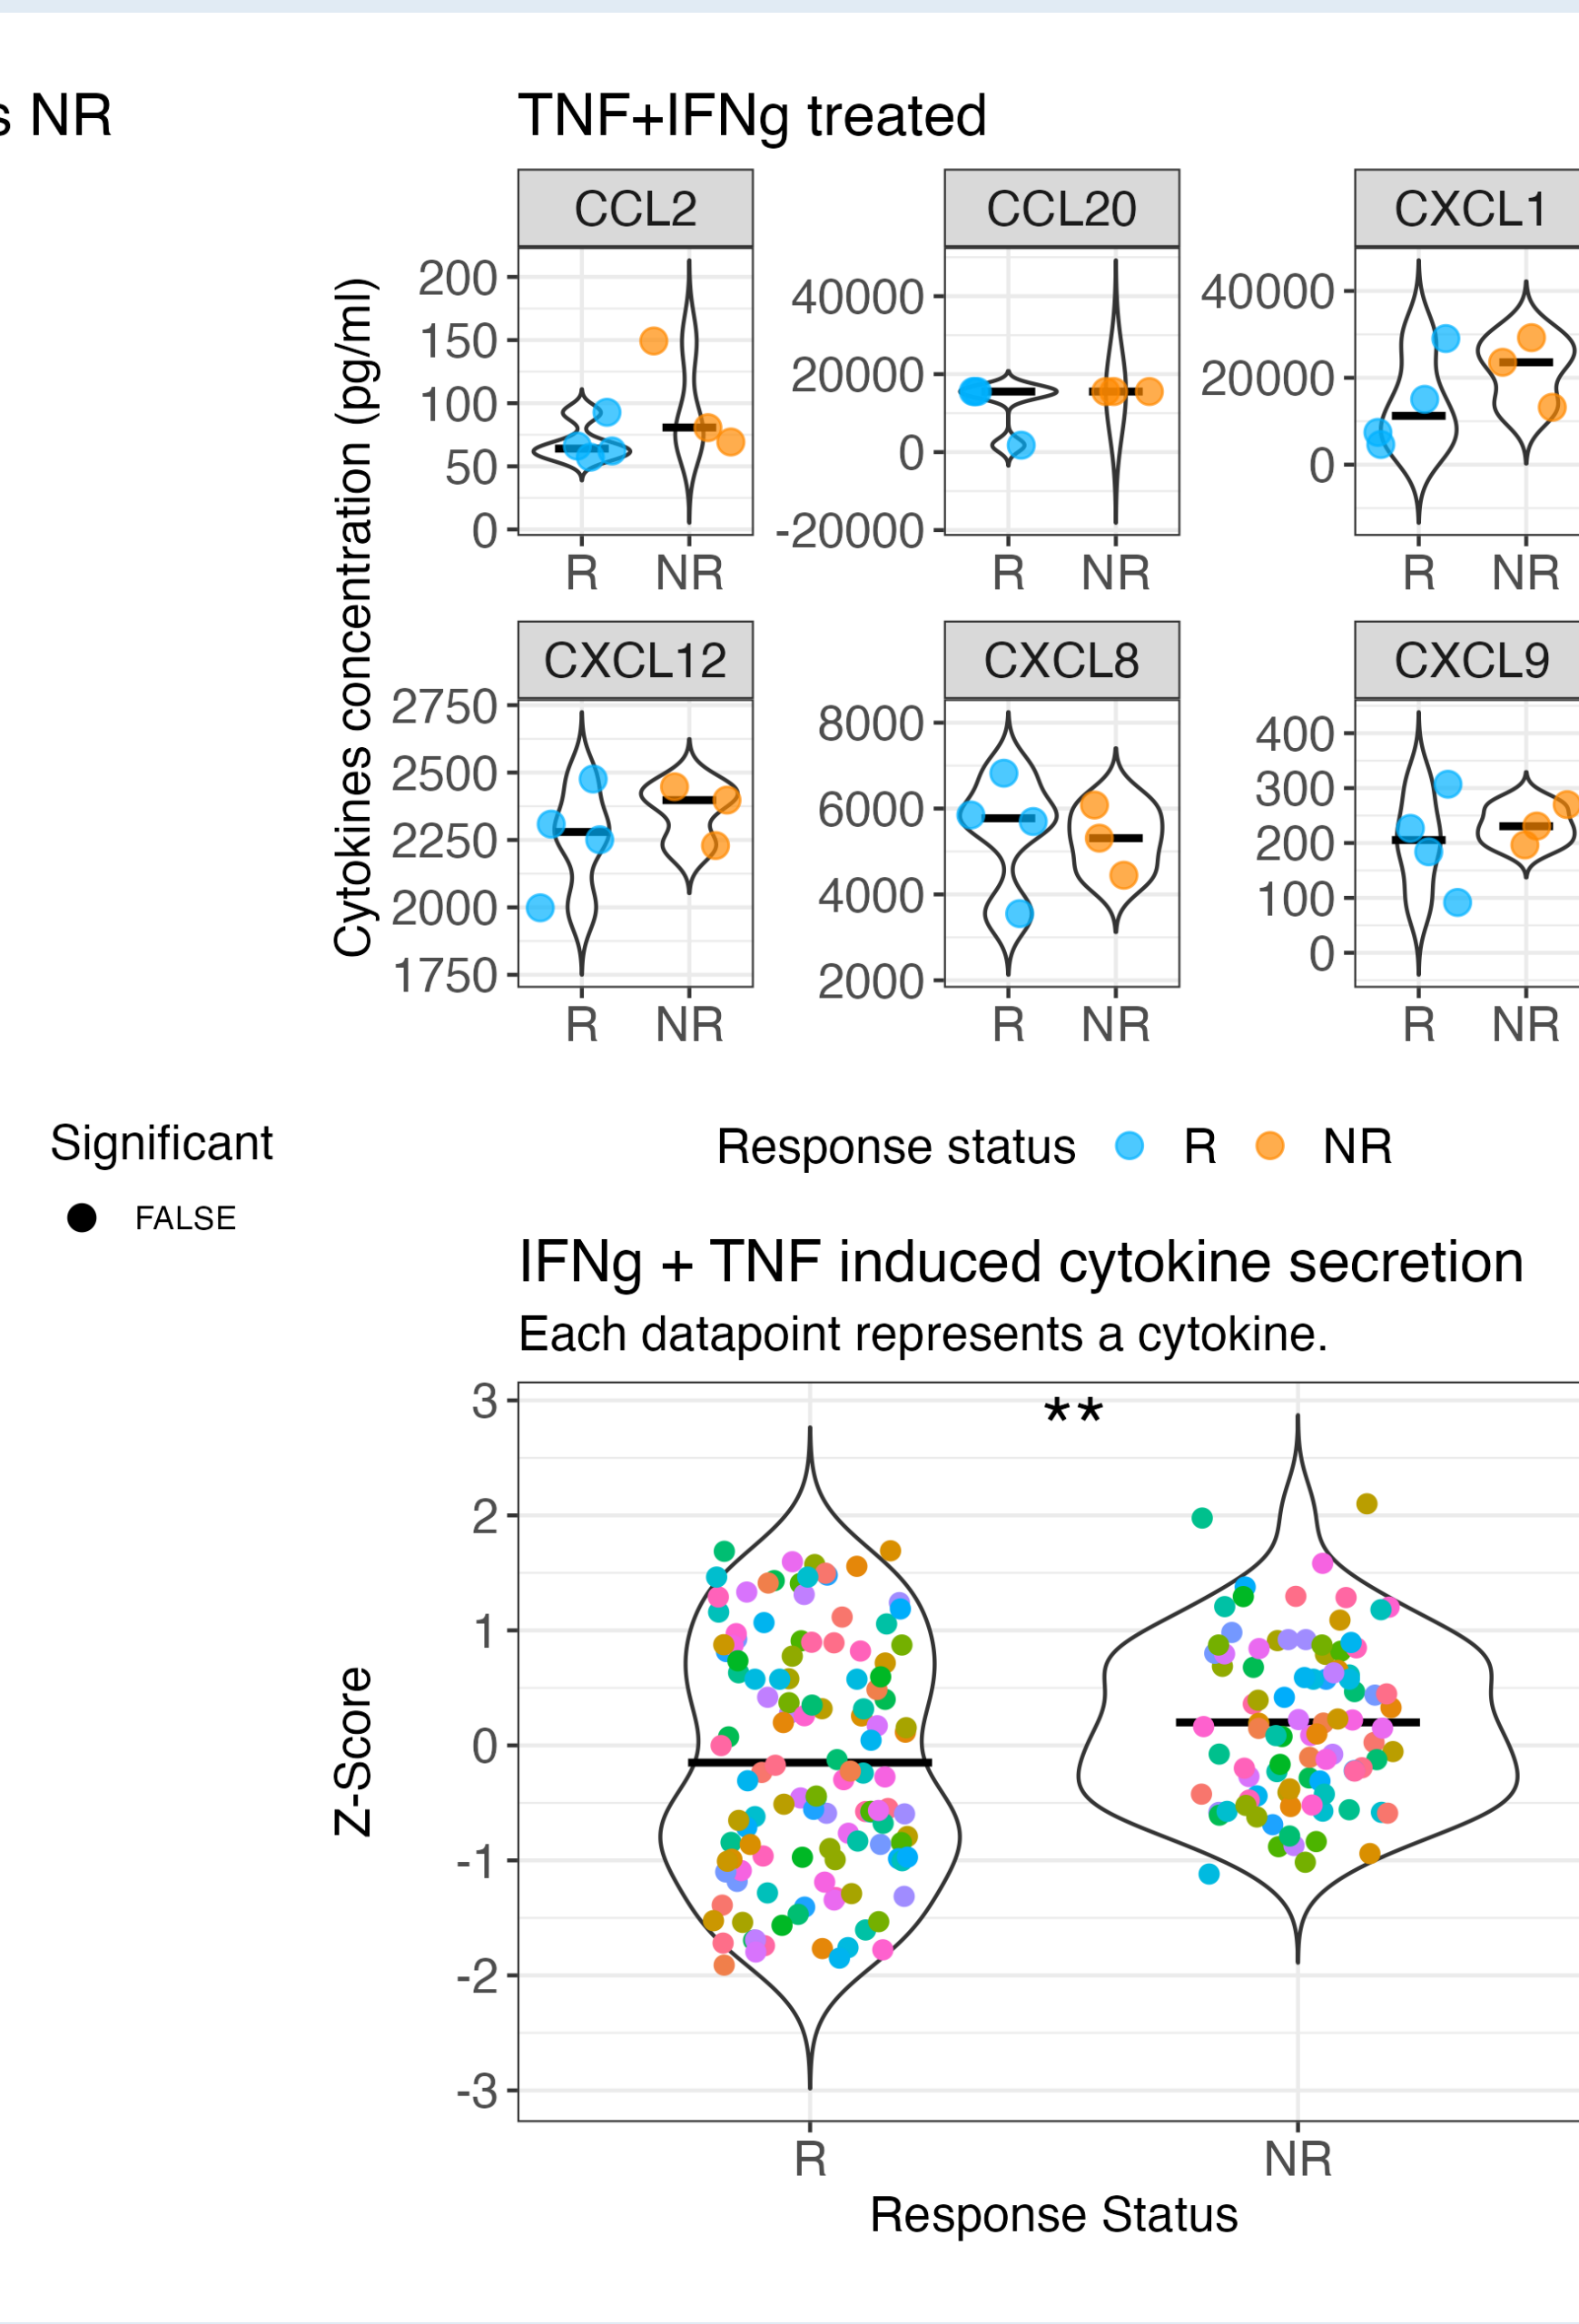 s NR
TNF+IFNg treated
CCL2
CCL20
CXCL1
Cytokines concentration (pg/ml)
200
150
100
50
0
40000
20000
0
-20000
40000
20000
0
R NR
R NR
R NR
CXCL12
CXCL8
CXCL9
2750
2500
2250
2000
1750
8000
6000
4000
2000
400
300
200
100
0
R NR
R NR
R NR
Significant
FALSE
Response status R NR
IFNg + TNF induced cytokine secretion
Each datapoint represents a cytokine.
**
Z-Score
3
2
1
0
-1
-2
-3
R NR
Response Status